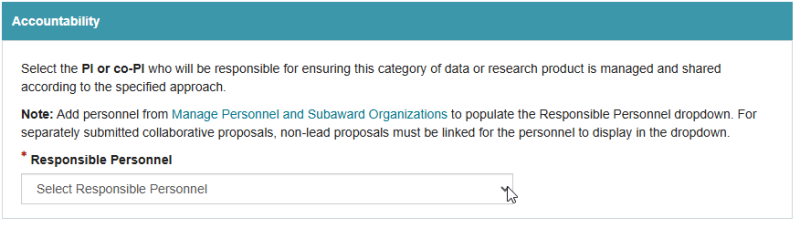 Accountability
Select the PI or co-PI who will be responsible for ensuring this category of data or research product is managed and shared
according to the specified approach.
Note: Add personnel from Manage Personnel and Subaward Organizations to populate the Responsible Personnel dropdown. For
separately submitted collaborative proposals, non-lead proposals must be linked for the personnel to display in the dropdown.
* Responsible Personnel
Select Responsible Personnel